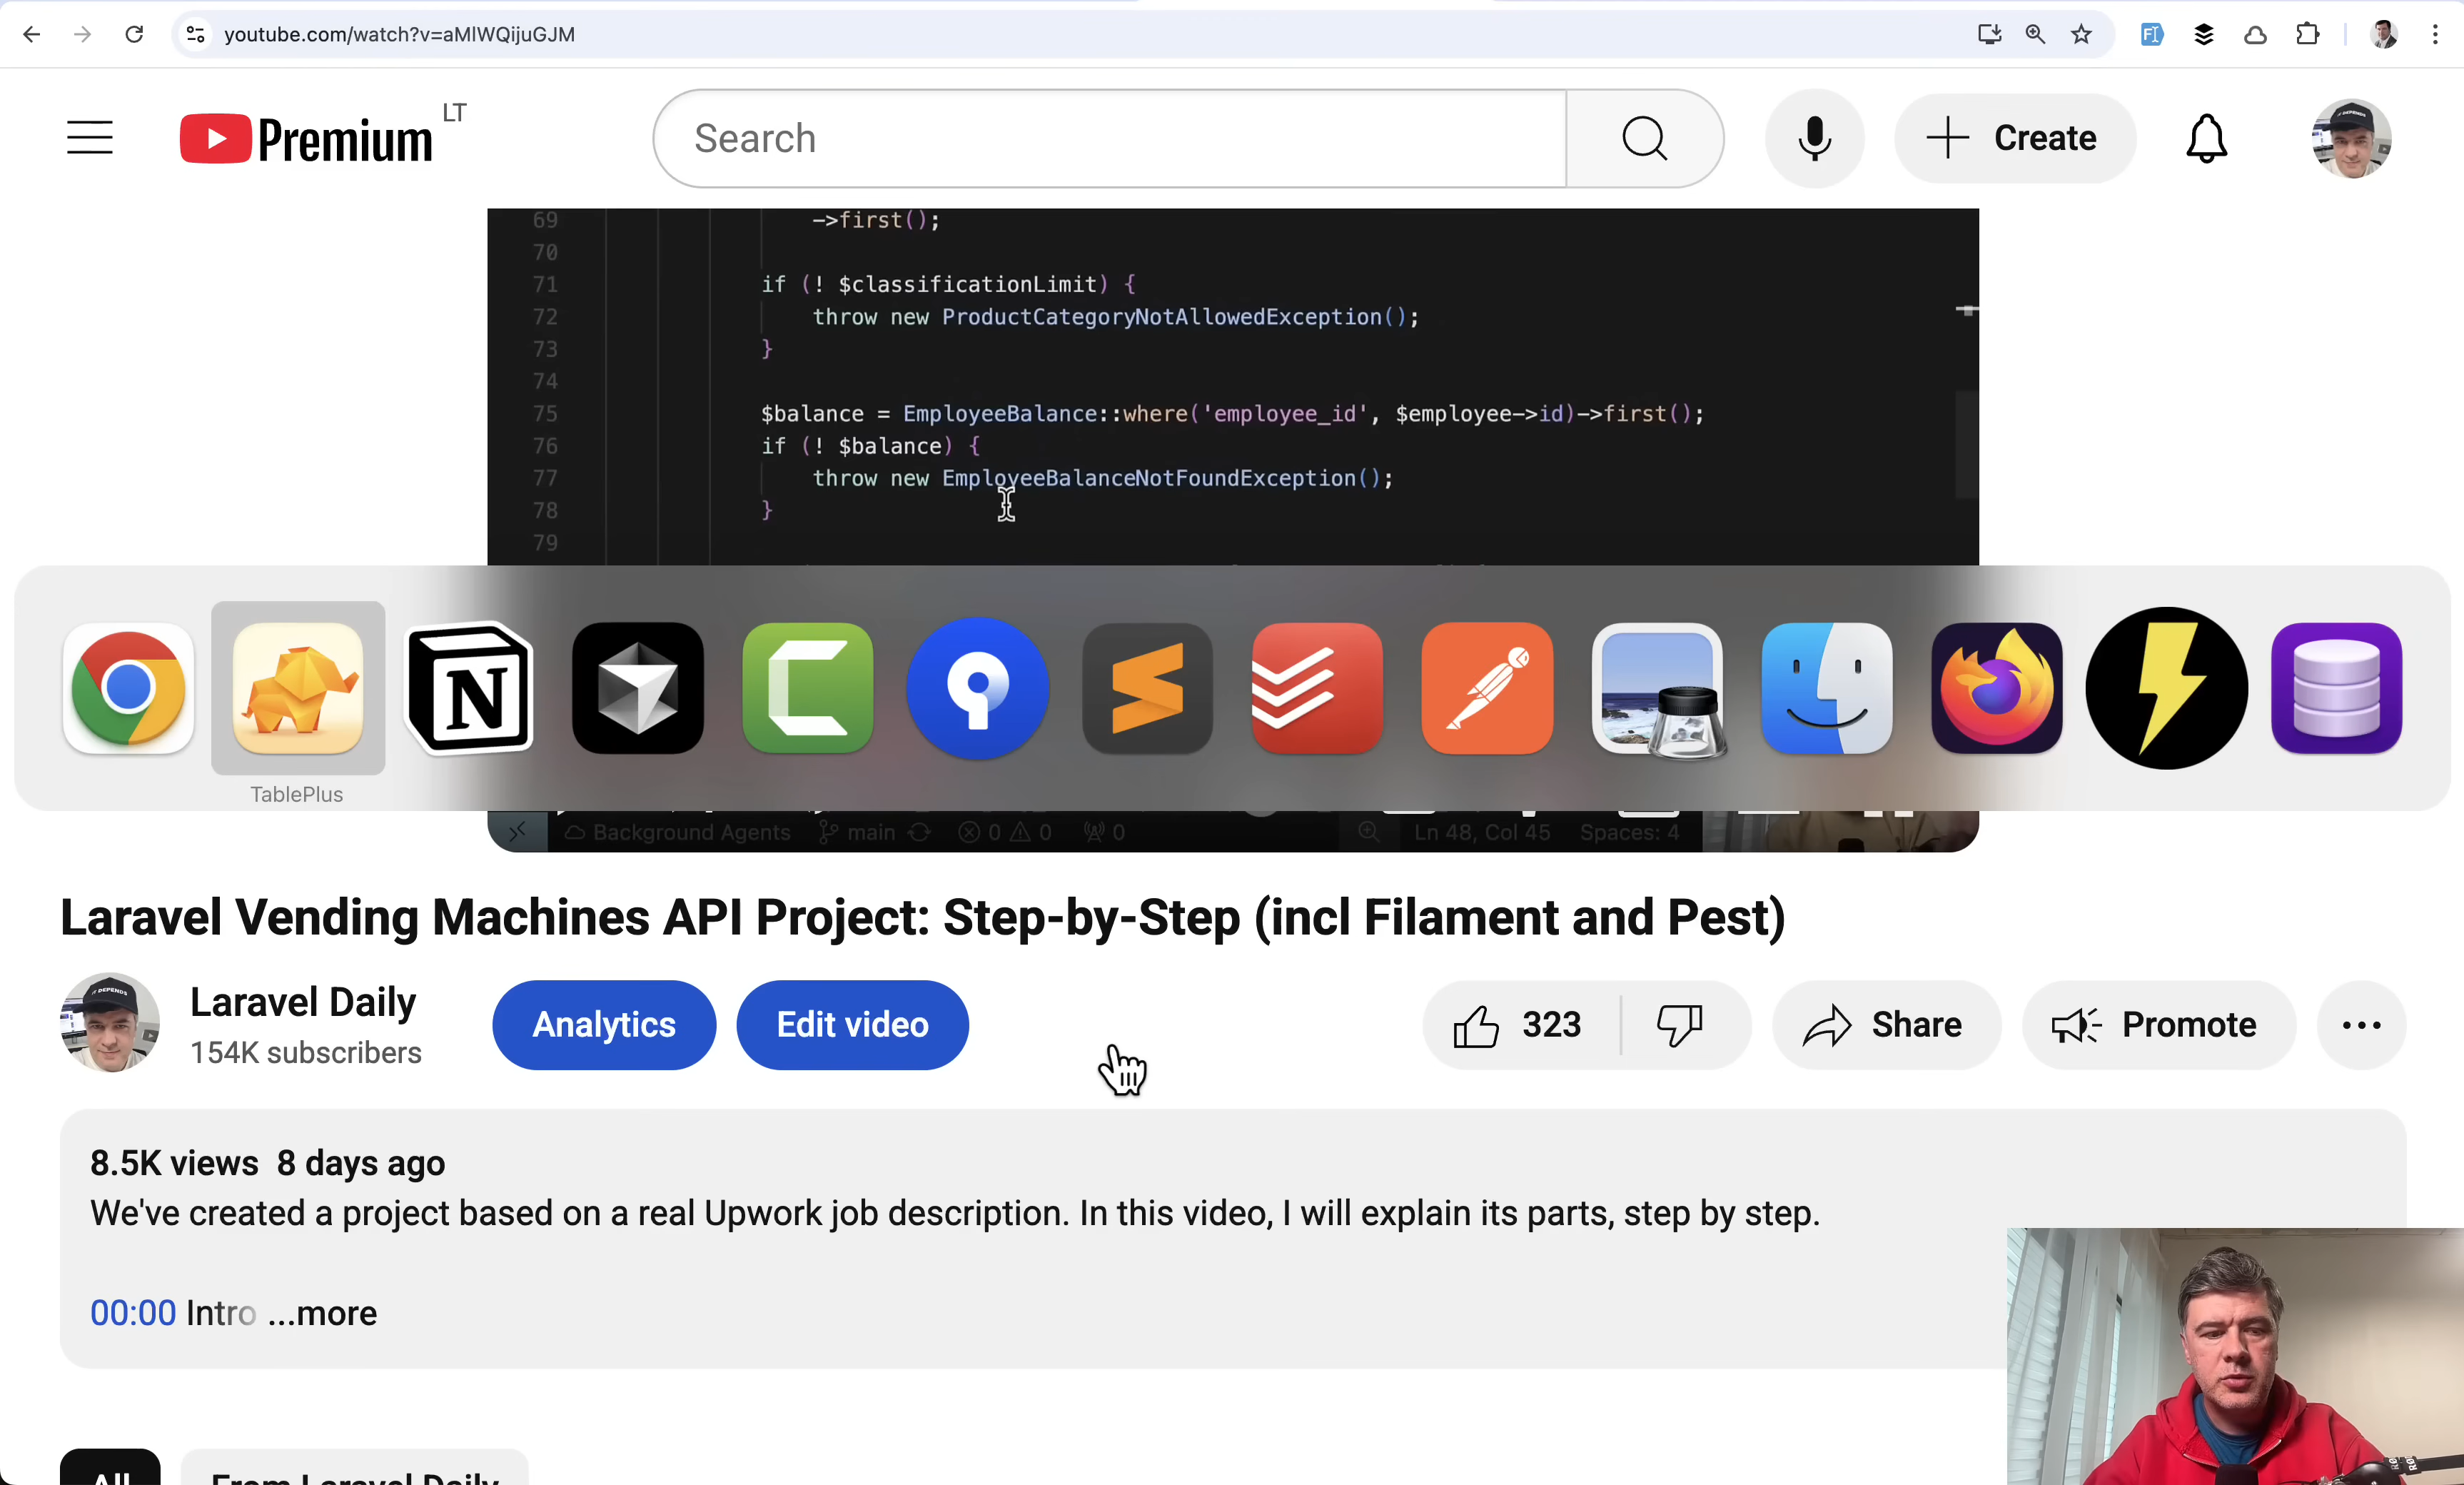 youtube.com/watch?v=aMlWQijuGJM
Premium LT
Search
Create
69 ->first();
70
71 if (! $classificationLimit) {
72 throw new ProductCategoryNotAllowedException();
73 }
74
75 $balance = EmployeeBalance::where('employee_id', $employee->id)->first();
76 if (! $balance) {
77 throw new EmployeeBalanceNotFoundException();
78 }
79
TablePlus
Background Agents main 0 0 0 Ln 48, Col 45 Spaces: 4
Laravel Vending Machines API Project: Step-by-Step (incl Filament and Pest)
Laravel Daily
154K subscribers
Analytics
Edit video
323
Share
Promote
8.5K views 8 days ago
We've created a project based on a real Upwork job description. In this video, I will explain its parts, step by step.
00:00 Intro ...more
All
From Laravel Daily